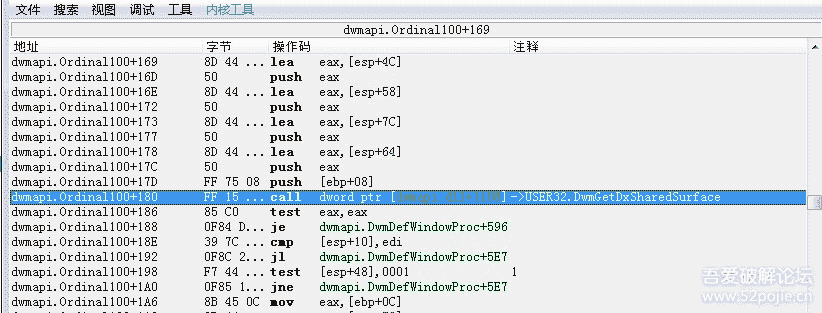 文件 搜索 视图 调试 工具 内核工具
dwmapi.Ordinal100+169
地址 字节 操作码 注释
dwmapi.Ordinal100+169 8D 44 ... lea eax,[esp+4C]
dwmapi.Ordinal100+16D 50 push eax
dwmapi.Ordinal100+16E 8D 44 ... lea eax,[esp+58]
dwmapi.Ordinal100+172 50 push eax
dwmapi.Ordinal100+173 8D 44 ... lea eax,[esp+7C]
dwmapi.Ordinal100+177 50 push eax
dwmapi.Ordinal100+178 8D 44 ... lea eax,[esp+64]
dwmapi.Ordinal100+17C 50 push eax
dwmapi.Ordinal100+17D FF 75 08 push [ebp+08]
dwmapi.Ordinal100+180 FF 15 ... call dword ptr [ ]->USER32.DwmGetDxSharedSurface
dwmapi.Ordinal100+186 85 C0 test eax,eax
dwmapi.Ordinal100+188 0F84 D... je dwmapi.DwmDefWindowProc+596
dwmapi.Ordinal100+18E 39 7C ... cmp [esp+10],edi
dwmapi.Ordinal100+192 0F8C 2... jl dwmapi.DwmDefWindowProc+5E7
dwmapi.Ordinal100+198 F7 44 ... test [esp+48],0001 1
dwmapi.Ordinal100+1A0 0F85 1... jne dwmapi.DwmDefWindowProc+5E7
dwmapi.Ordinal100+1A6 8B 45 0C mov eax,[ebp+0C]
吾爱破解论坛
www.52pojie.cn